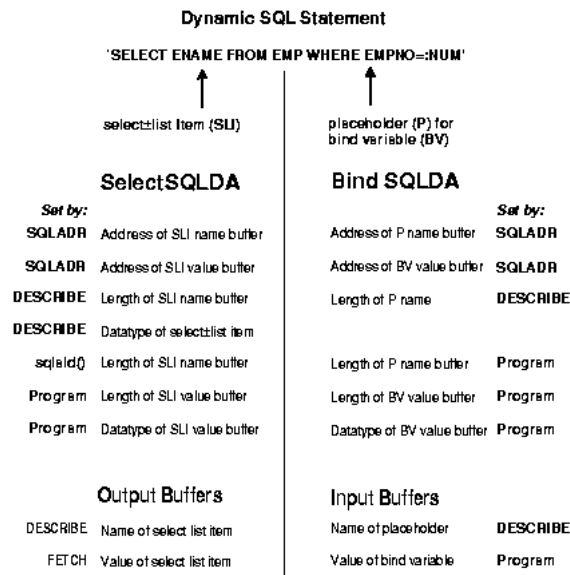 Dynamic SQL Statement
'SELECT ENAME FROM EMP WHERE EMPNO=:NUM'
select±list Item (SLI)
placeholder (P) for
bind variable (BV)
Select SQLDA
Set by:
SQLADR Address of SLI name buffer
SQLADR Address of SLI value buffer
DESCRIBE Length of SLI name buffer
DESCRIBE Datatype of select±list item
sqlald() Length of SLI name buffer
Program Length of SLI value buffer
Program Datatype of SLI value buffer
Output Buffers
DESCRIBE Name of select list item
FETCH Value of select list item
Bind SQLDA
Set by:
Address of P name buffer SQLADR
Address of BV value buffer SQLADR
Length of P name DESCRIBE
Length of P name buffer Program
Length of BV value buffer Program
Datatype of BV value buffer Program
Input Buffers
Name of placeholder DESCRIBE
Value of bind variable Program